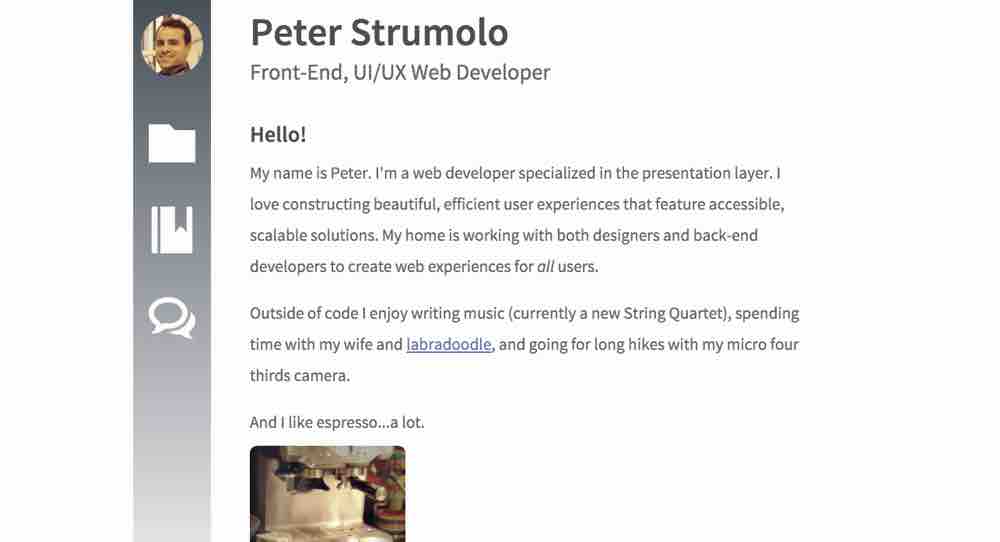 Peter Strumolo
Front-End, UI/UX Web Developer
Hello!
My name is Peter. I'm a web developer specialized in the presentation layer. I
love constructing beautiful, efficient user experiences that feature accessible,
scalable solutions. My home is working with both designers and back-end
developers to create web experiences for all users.
Outside of code I enjoy writing music (currently a new String Quartet), spending
time with my wife and labradoodle, and going for long hikes with my micro four
thirds camera.
And I like espresso...a lot.